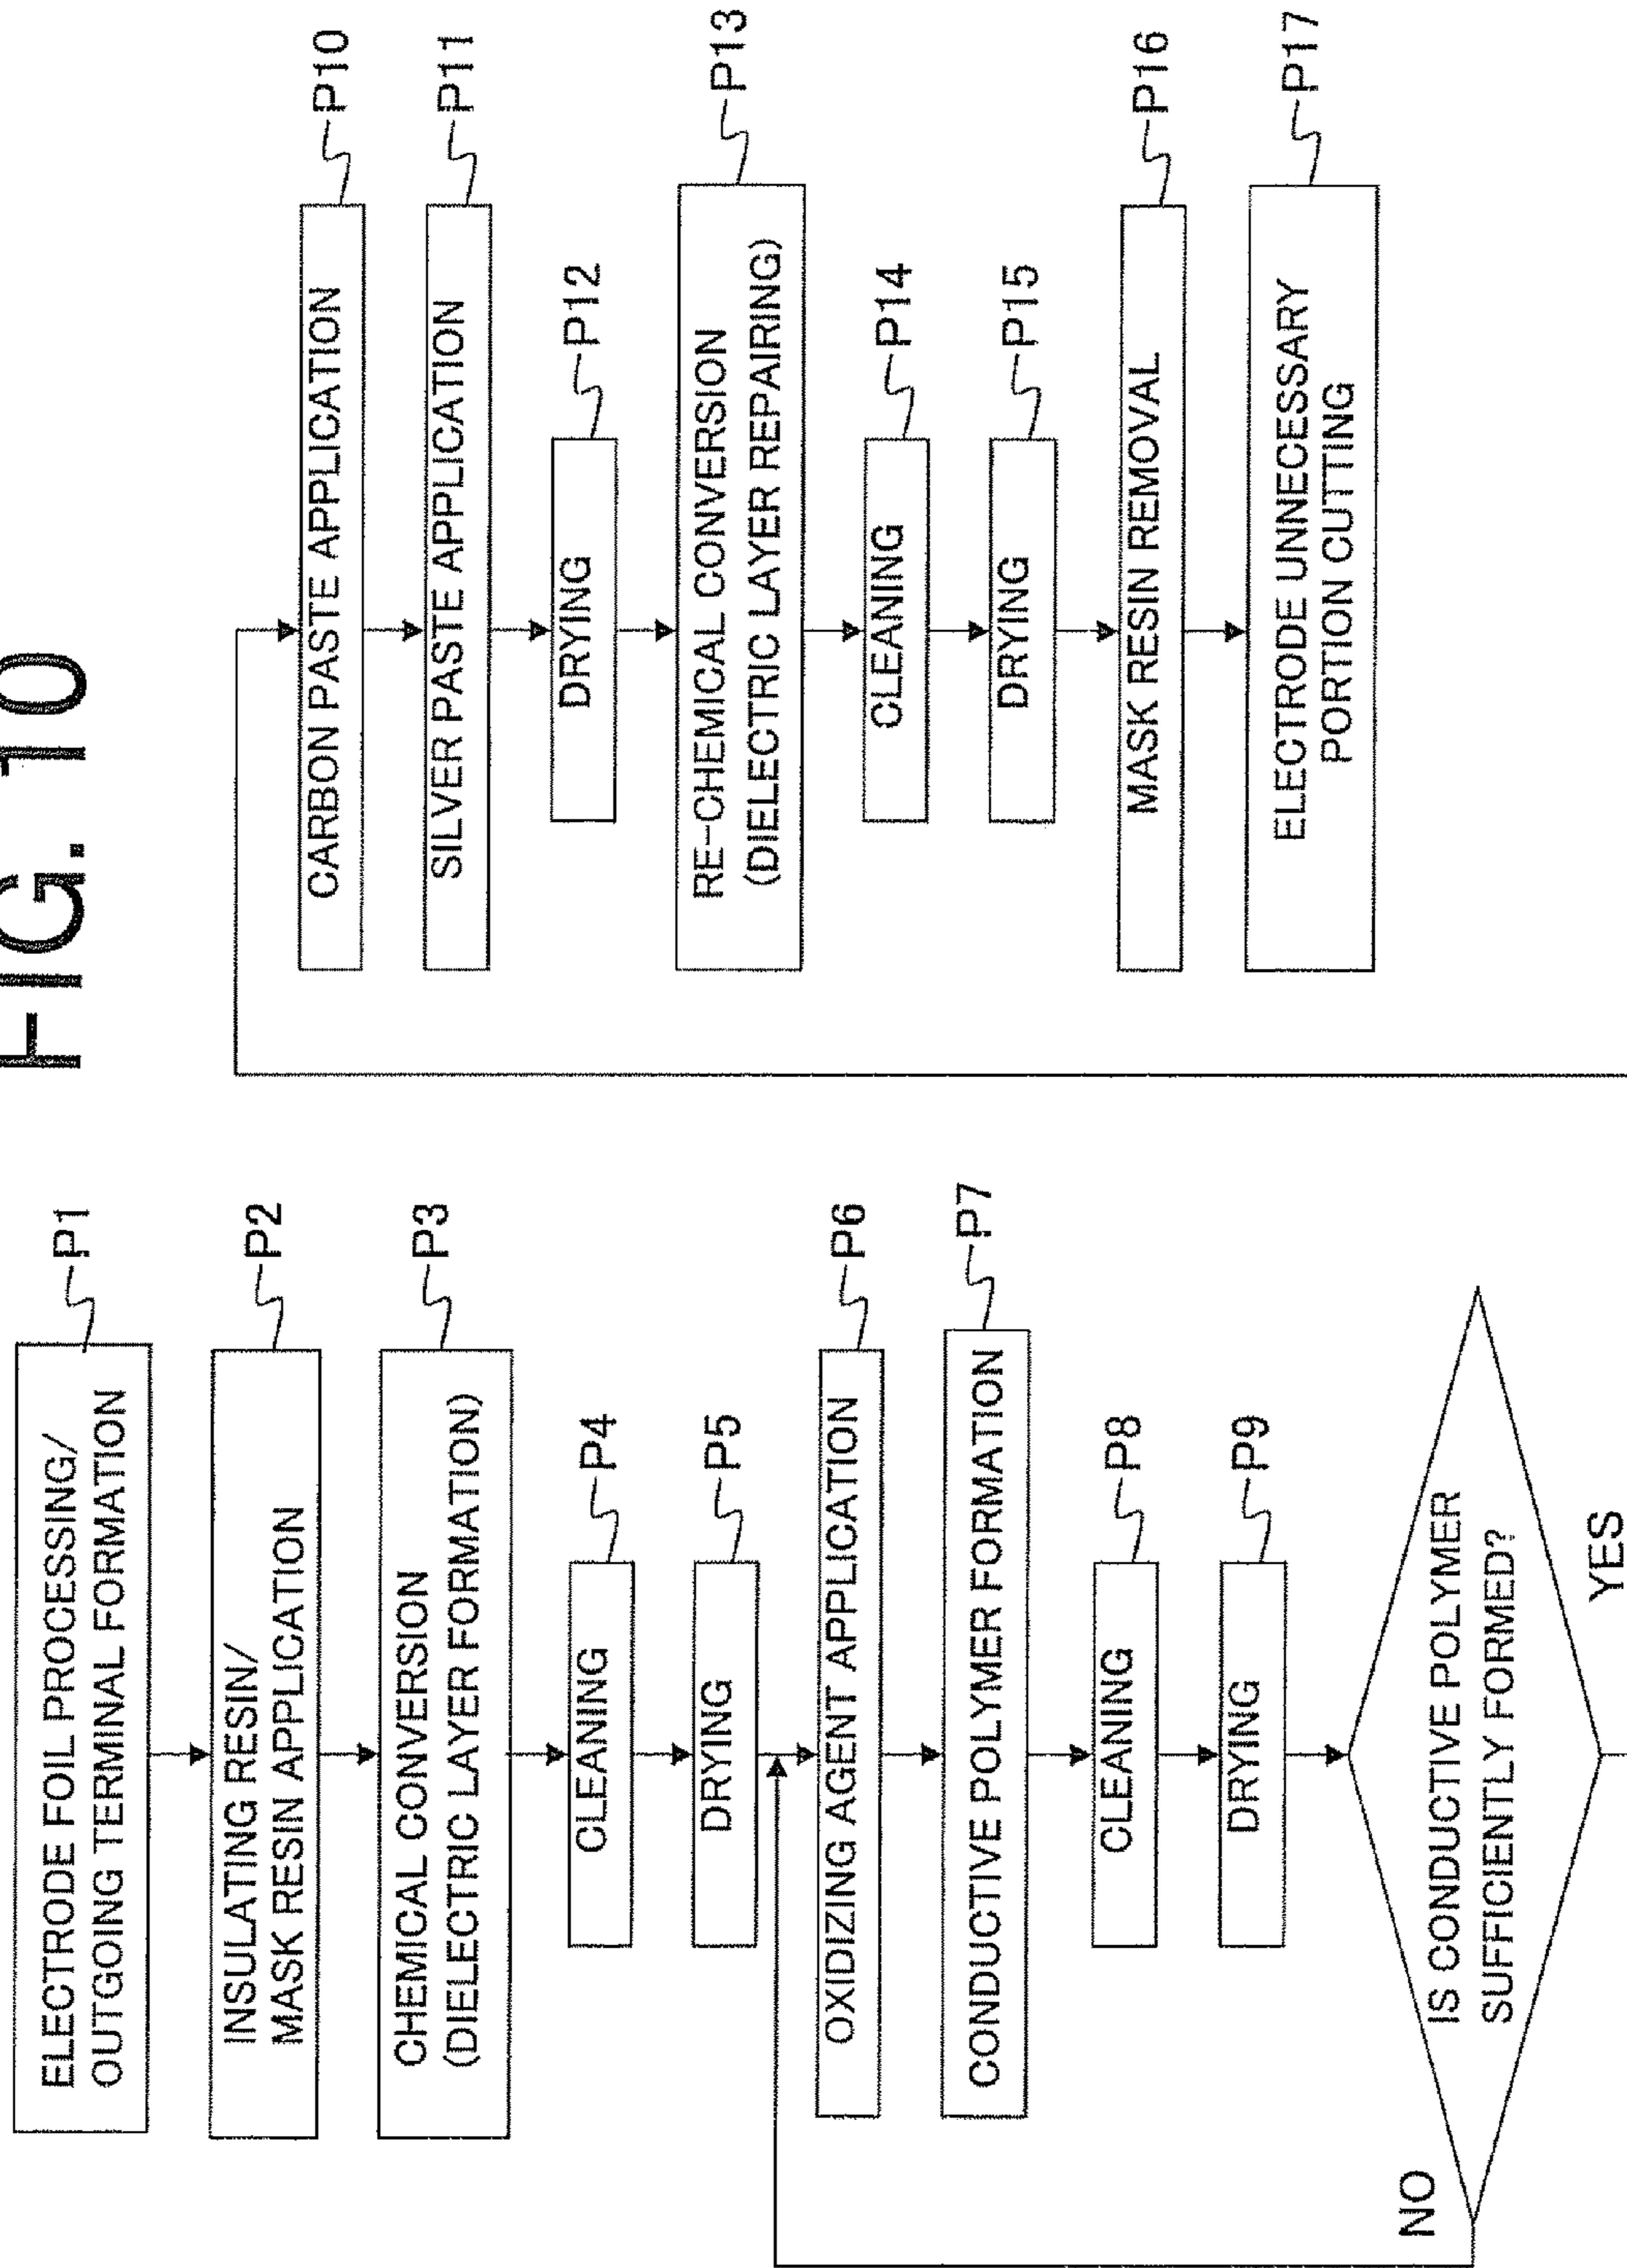 FIG. 10
ELECTRODE FOIL PROCESSING/
OUTGOING TERMINAL FORMATION
P1
INSULATING RESIN/
MASK RESIN APPLICATION
P2
CHEMICAL CONVERSION
(DIELECTRIC LAYER FORMATION)
P3
CLEANING
P4
DRYING
P5
OXIDIZING AGENT APPLICATION
P6
CONDUCTIVE POLYMER FORMATION
P7
CLEANING
P8
DRYING
P9
IS CONDUCTIVE POLYMER
SUFFICIENTLY FORMED?
NO
YES
CARBON PASTE APPLICATION
P10
SILVER PASTE APPLICATION
P11
DRYING
P12
RE-CHEMICAL CONVERSION
(DIELECTRIC LAYER REPAIRING)
P13
CLEANING
P14
DRYING
P15
MASK RESIN REMOVAL
P16
ELECTRODE UNNECESSARY
PORTION CUTTING
P17